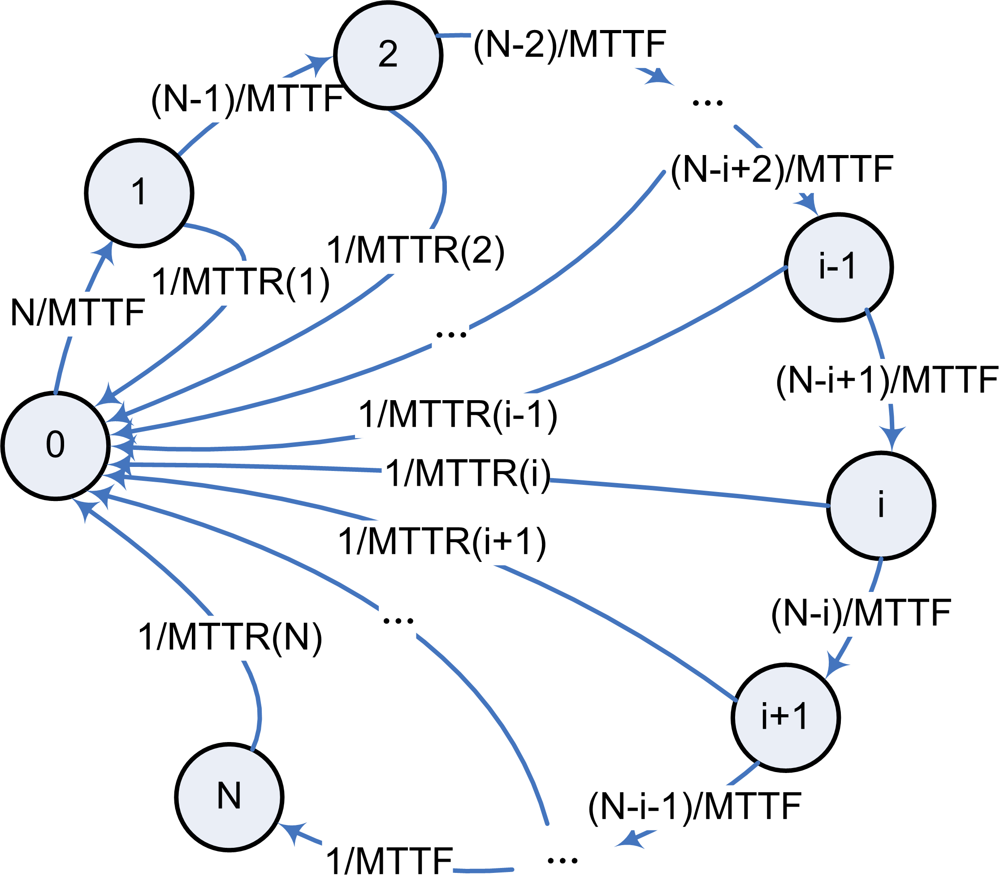 2
(N-2)/MTTF
(N-1)/MTTF
...
(N-i+2)/MTTF
1
1/MTTR(2)
i-1
1/MTTR(1)
N/MTTF
...
(N-i+1)/MTTF
1/MTTR(i-1)
0
1/MTTR(i)
i
1/MTTR(i+1)
(N-i)/MTTF
...
1/MTTR(N)
i+1
N
(N-i-1)/MTTF
1/MTTF
...